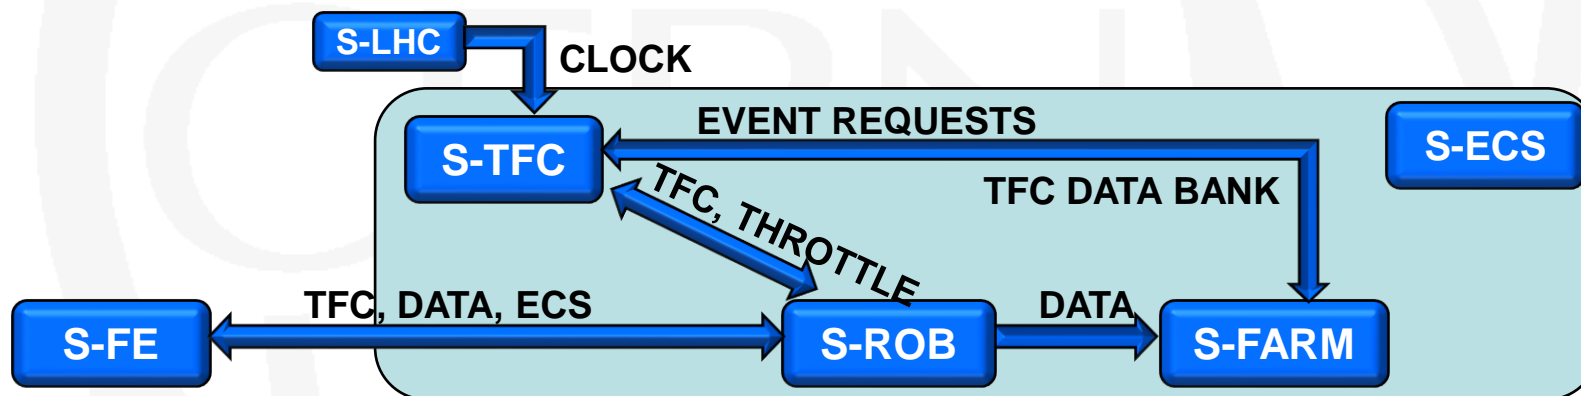 S-LHC
CLOCK
EVENT REQUESTS
S-TFC
S-ECS
TFC DATA BANK
TFC, THROTTLE
TFC, DATA, ECS
DATA
S-FE
S-ROB
S-FARM